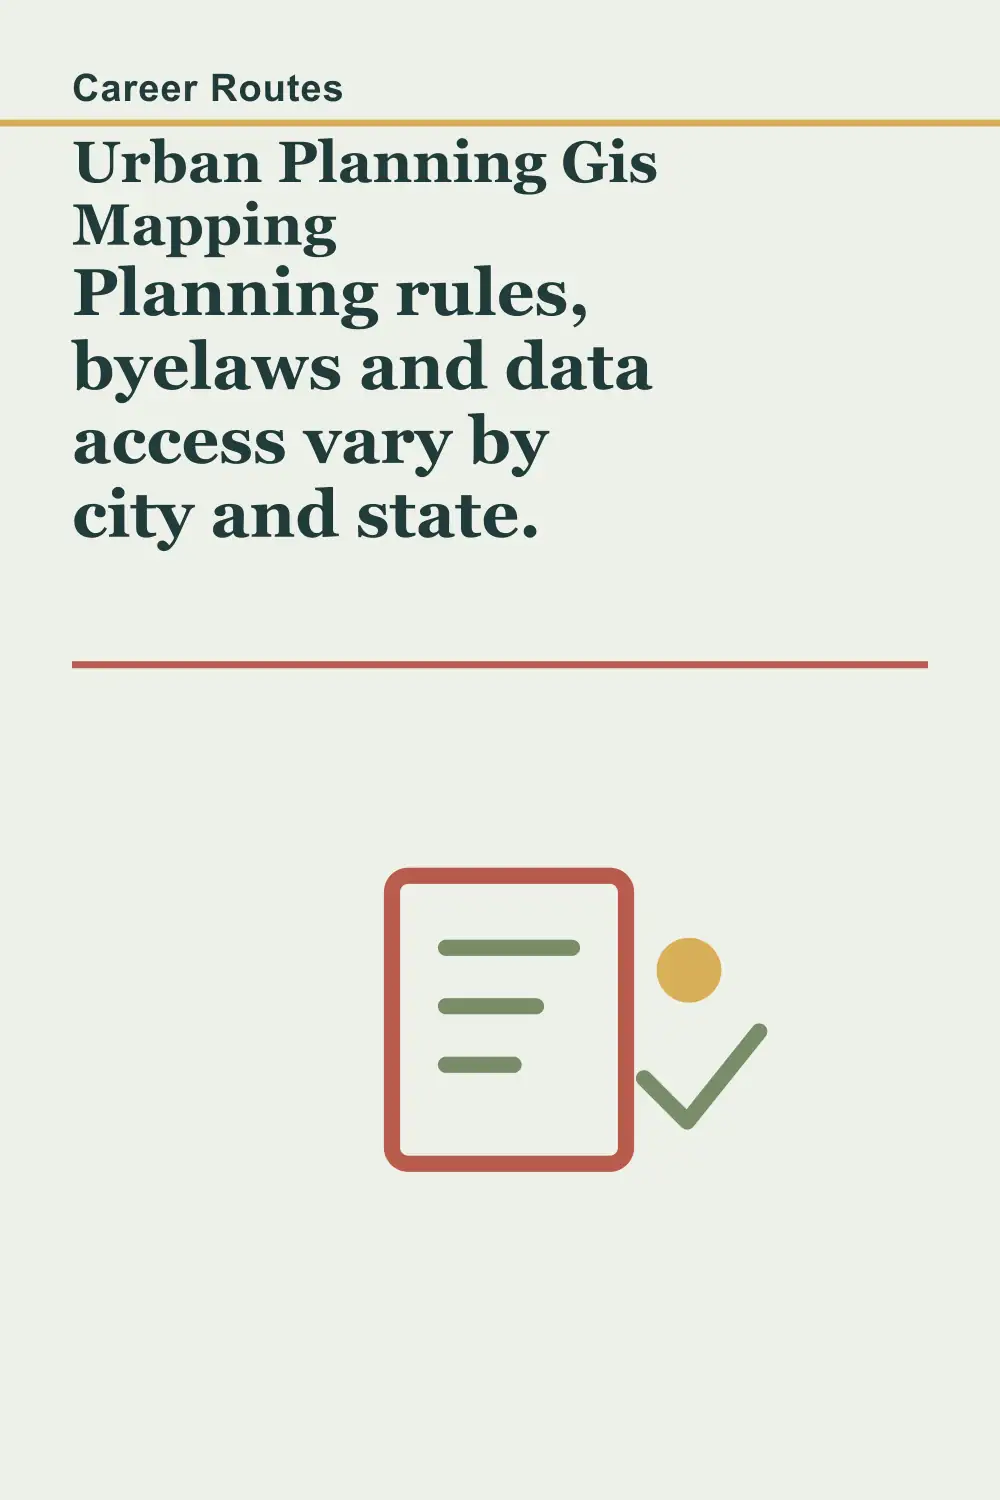 Career Routes
Urban Planning Gis
Mapping
Planning rules,
byelaws and data
access vary by
city and state.